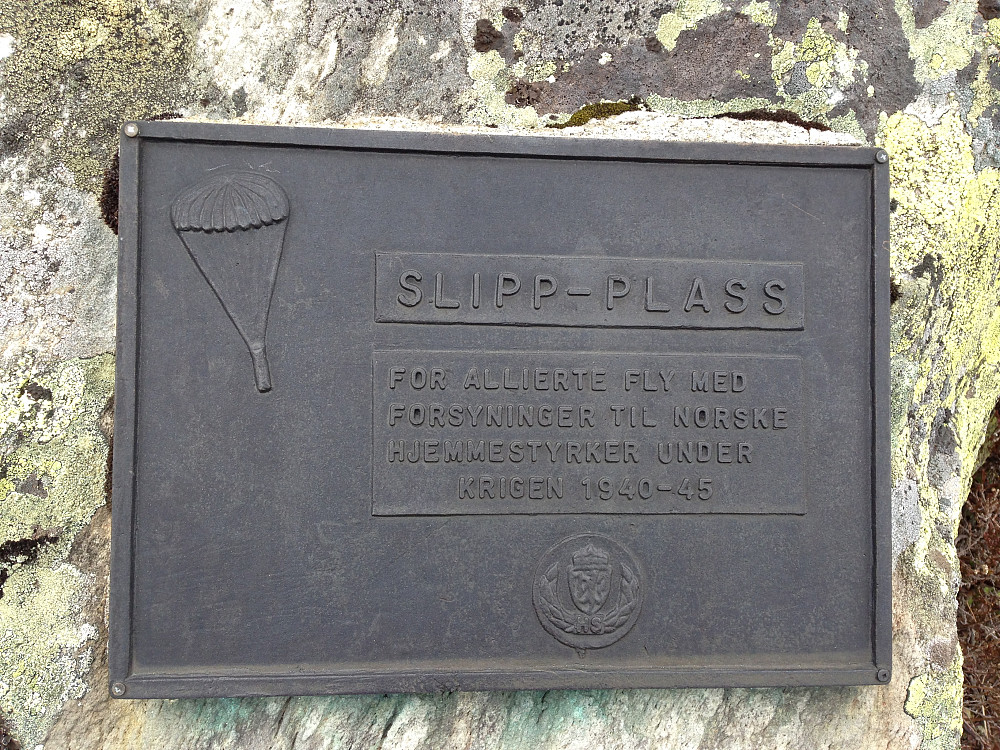 SLIPP-PLASS
FOR ALLIERTE FLY MED
FORSYNINGER TIL NORSKE
HJEMMESTYRKER UNDER
KRIGEN 1940-45
HS